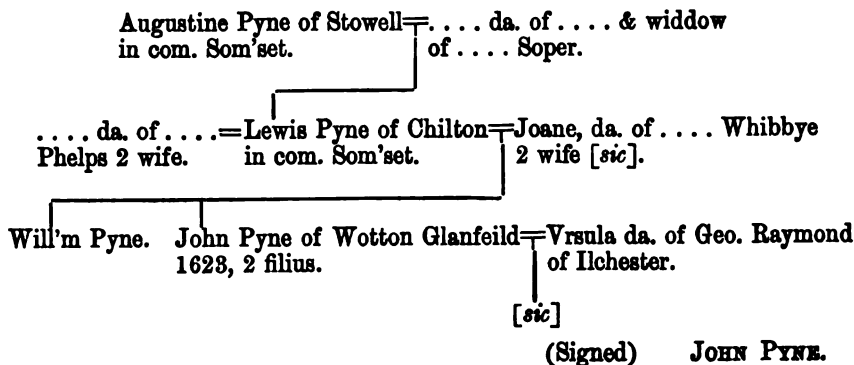 Augustine Pyne of Stowell=.... da. of .... & widdow
in com. Som'set. of .... Soper.
.... da. of ....=Lewis Pyne of Chilton=Joane, da. of .... Whibbye
Phelps 2 wife. in com. Som'set. 2 wife [sic].
Will'm Pyne. John Pyne of Wotton Glanfeild=Vrsula da. of Geo. Raymond
1623, 2 filius. of Ilchester.
[sic]
(Signed) JOHN PYNE.